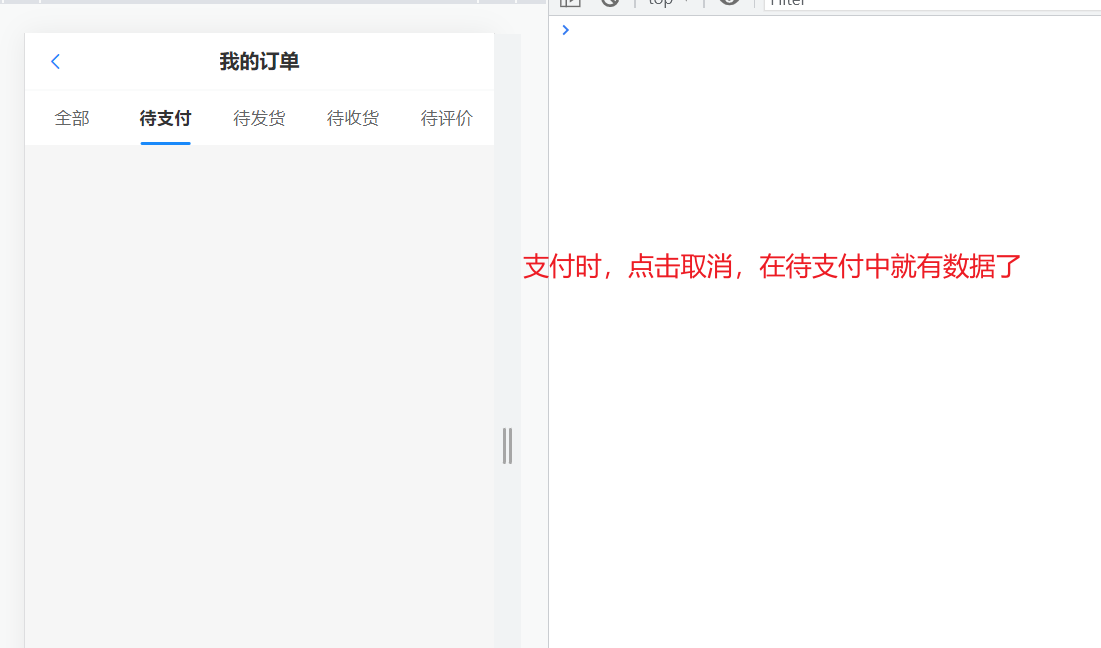 top
Filter
我的订单
全部
待支付
待发货
待收货
待评价
支付时，点击取消，在待支付中就有数据了